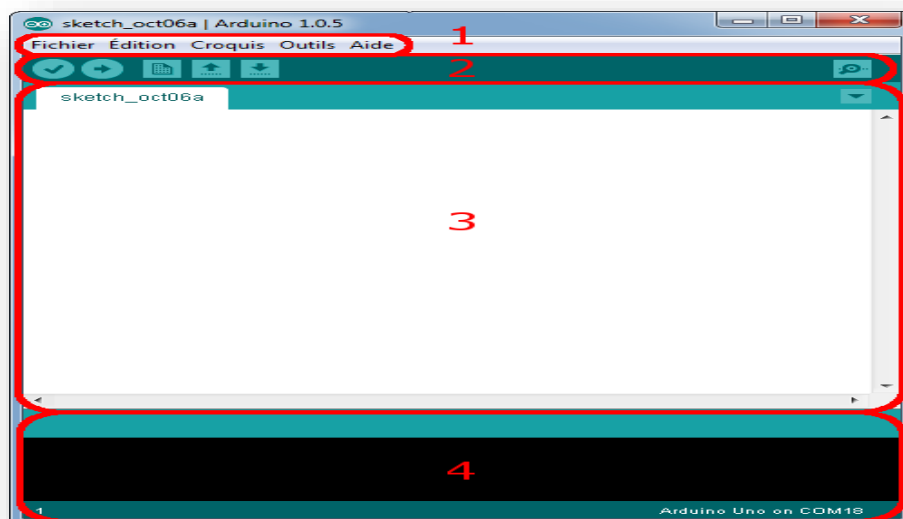 sketch_oct06a | Arduino 1.0.5
Fichier Édition Croquis Outils Aide
1
2
sketch_oct06a
3
4
1
Arduino Uno on COM18